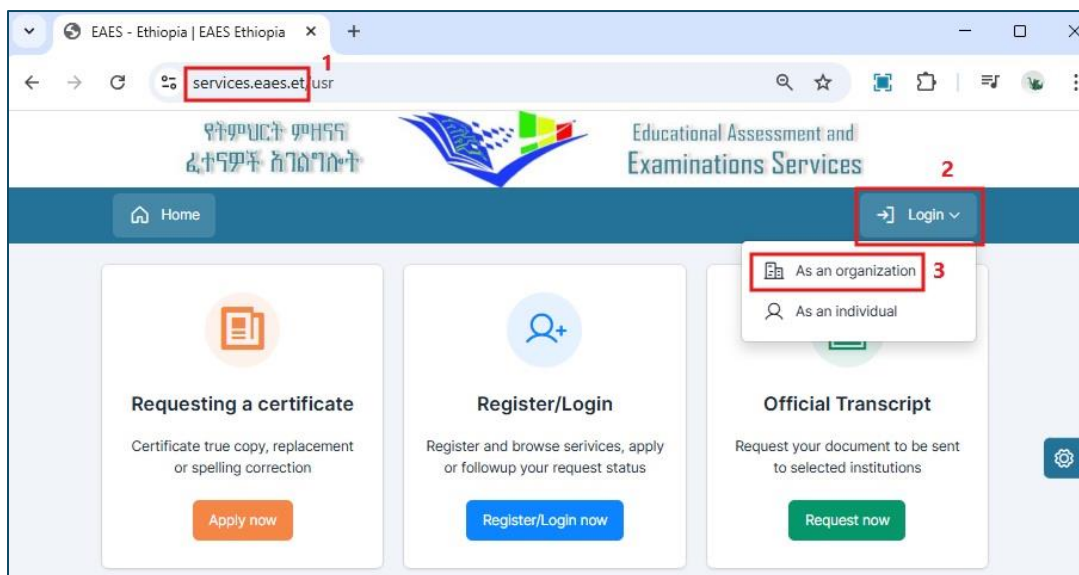 EAES - Ethiopia | EAES Ethiopia
1
services.eaes.et/usr
የትምህርት ምዘናና
ፈተናዎች አገልግሎት
Educational Assessment and
Examinations Services
2
Home
Login
As an organization
3
As an individual
Requesting a certificate
Certificate true copy, replacement
or spelling correction
Apply now
Register/Login
Register and browse serivices, apply
or followup your request status
Register/Login now
Official Transcript
Request your document to be sent
to selected institutions
Request now